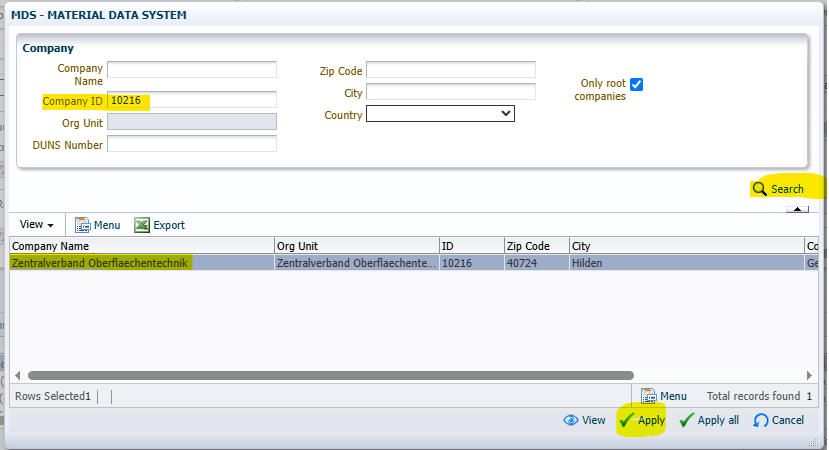 MDS - MATERIAL DATA SYSTEM
Company
Company Name
Company ID 10216
Org Unit
DUNS Number
Zip Code
City
Country
Only root companies
Search
View Menu Export
Company Name Org Unit ID Zip Code City Co
Zentralverband Oberflaechentechnik Zentralverband Oberflaechente... 10216 40724 Hilden Ge
Rows Selected1 Menu Total records found 1
View Apply Apply all Cancel